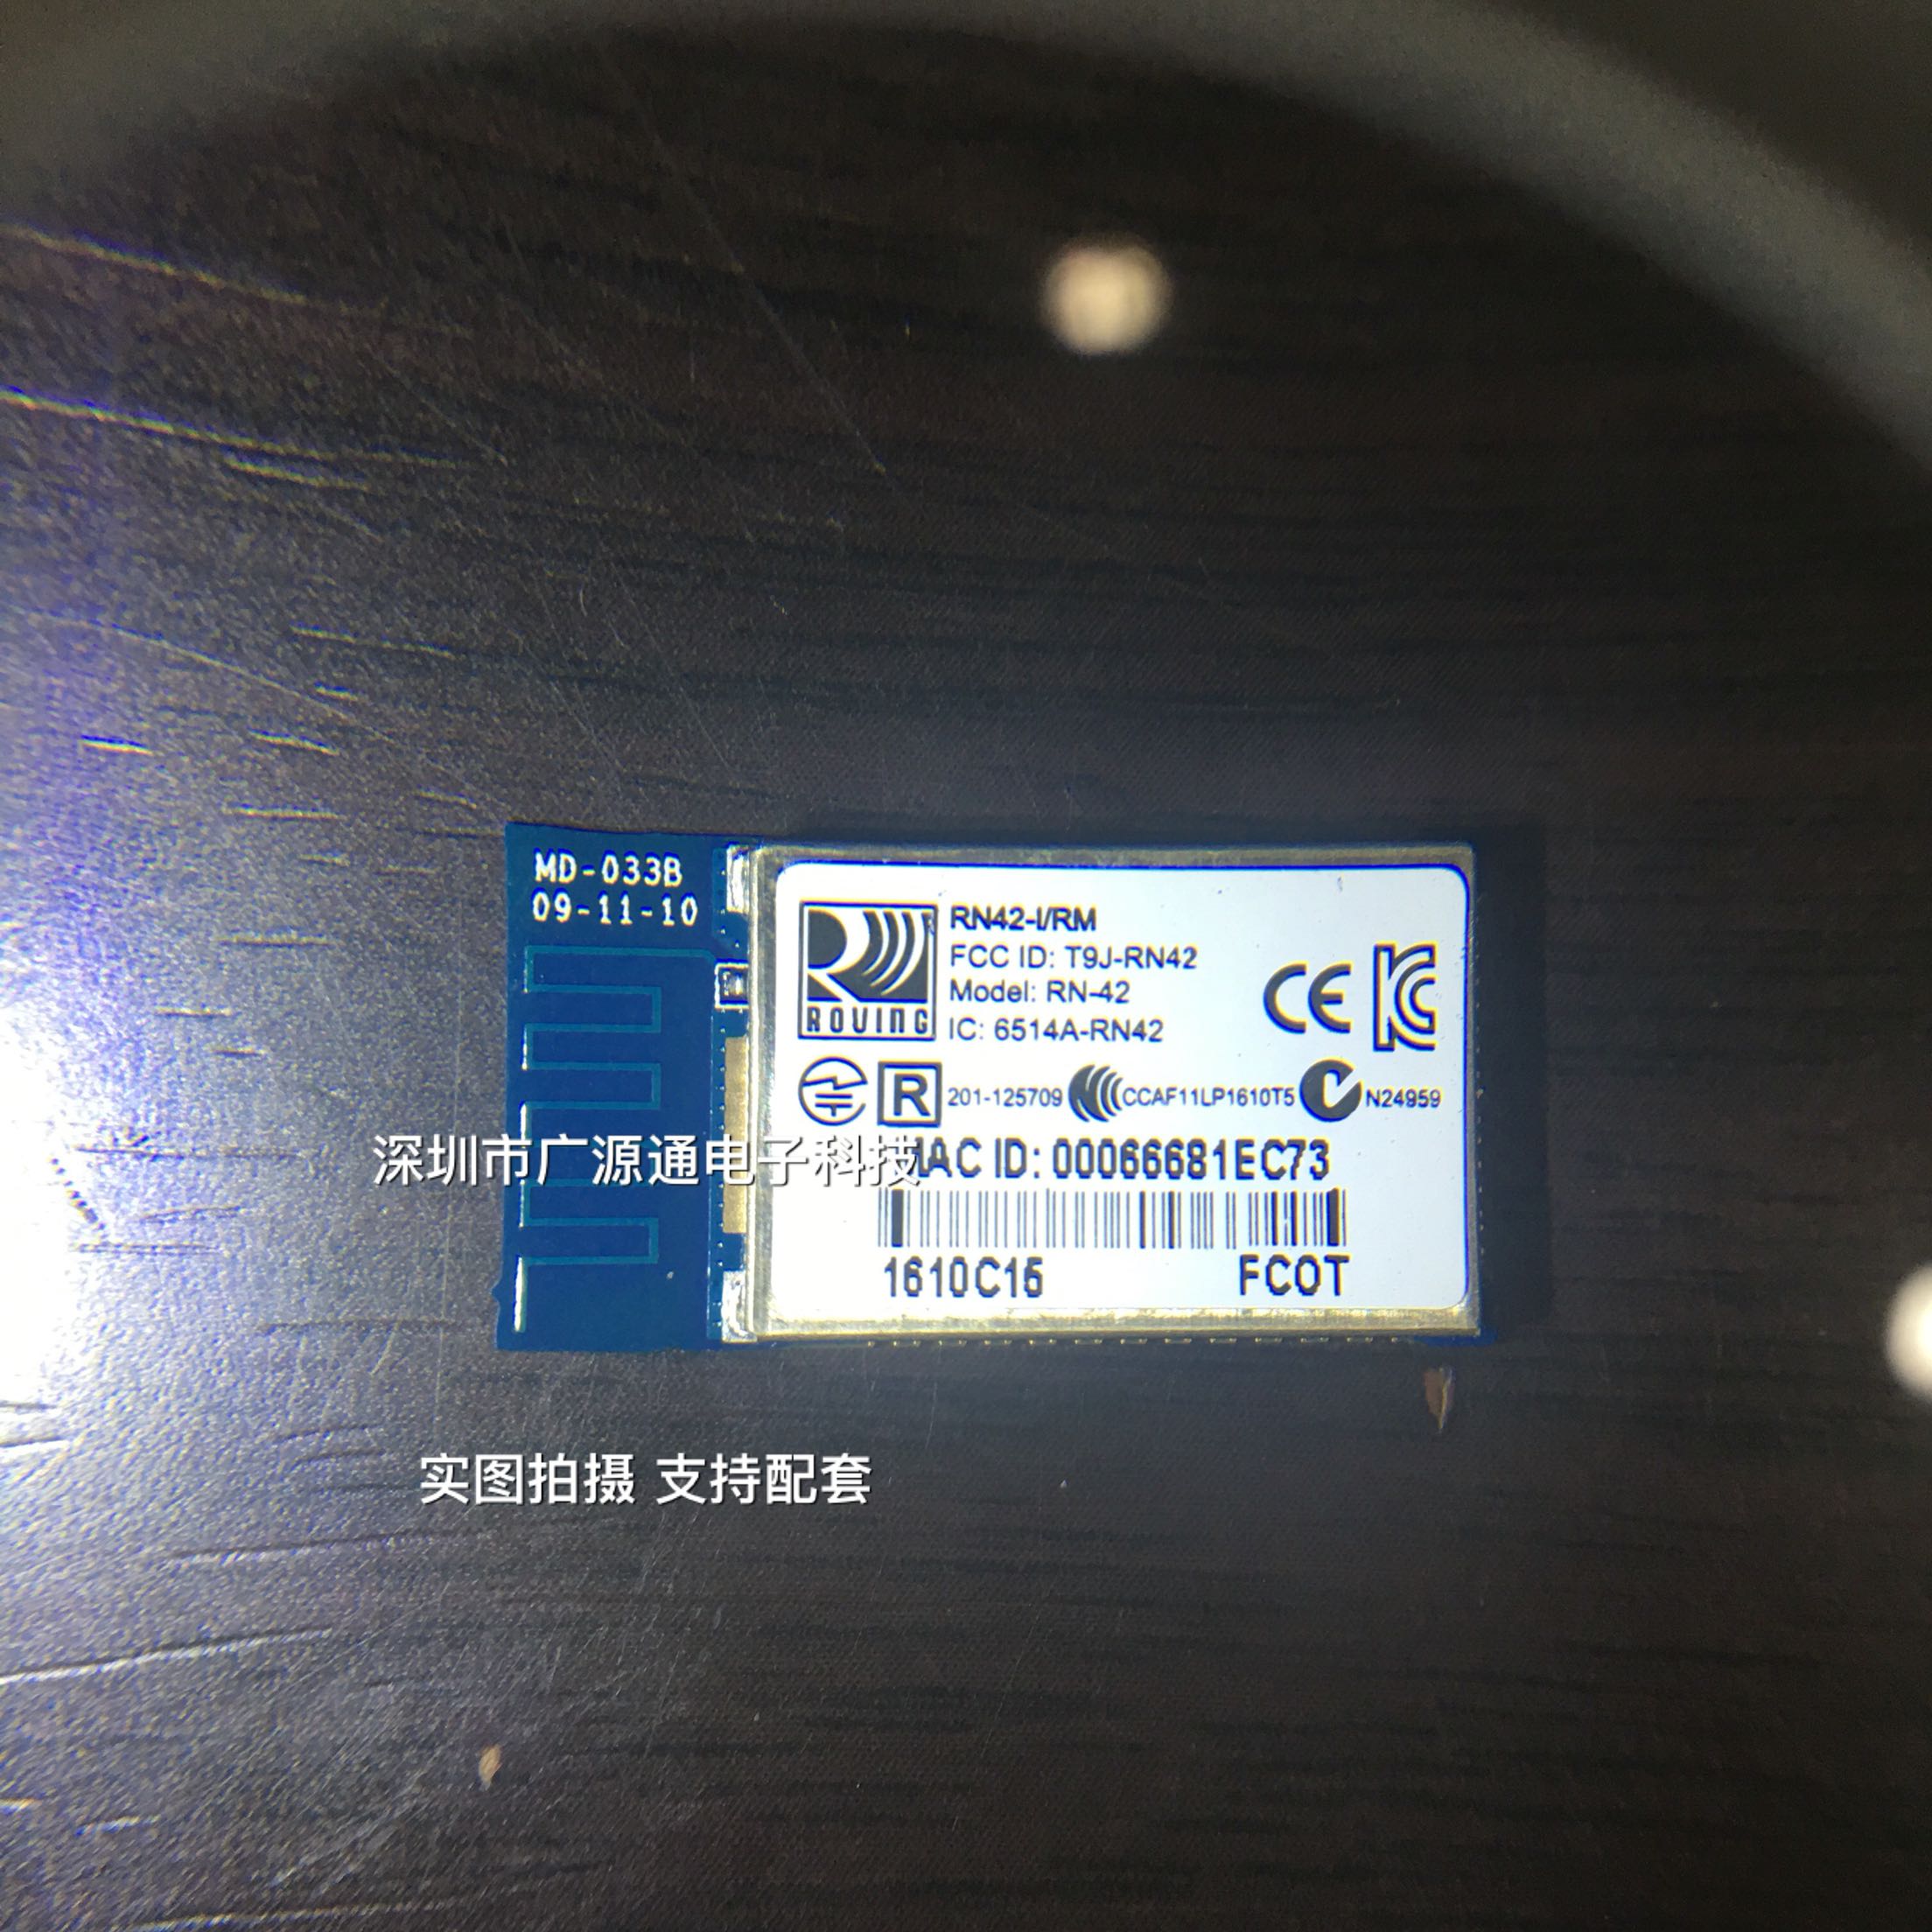 MD-033B
09-11-10
ROVING
RN42-I/RM
FCC ID: T9J-RN42
Model: RN-42
IC: 6514A-RN42
CE
R 201-125709 CCAF11LP1610T5 N24959
MAC ID: 00066681EC73
深圳市广源通电子科技
1610C15 FCOT
实图拍摄 支持配套